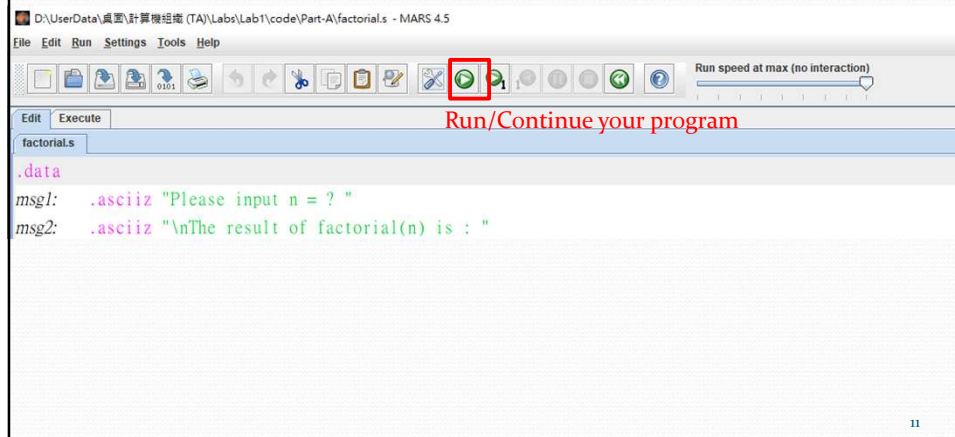 D:\UserData\桌面\計算機組織 (TA)\Labs\Lab1\code\Part-A\factorial.s - MARS 4.5
File Edit Run Settings Tools Help
Run speed at max (no interaction)
Edit Execute
Run/Continue your program
factorial.s
.data
msg1: .asciiz "Please input n = ? "
msg2: .asciiz "\nThe result of factorial(n) is : "
11